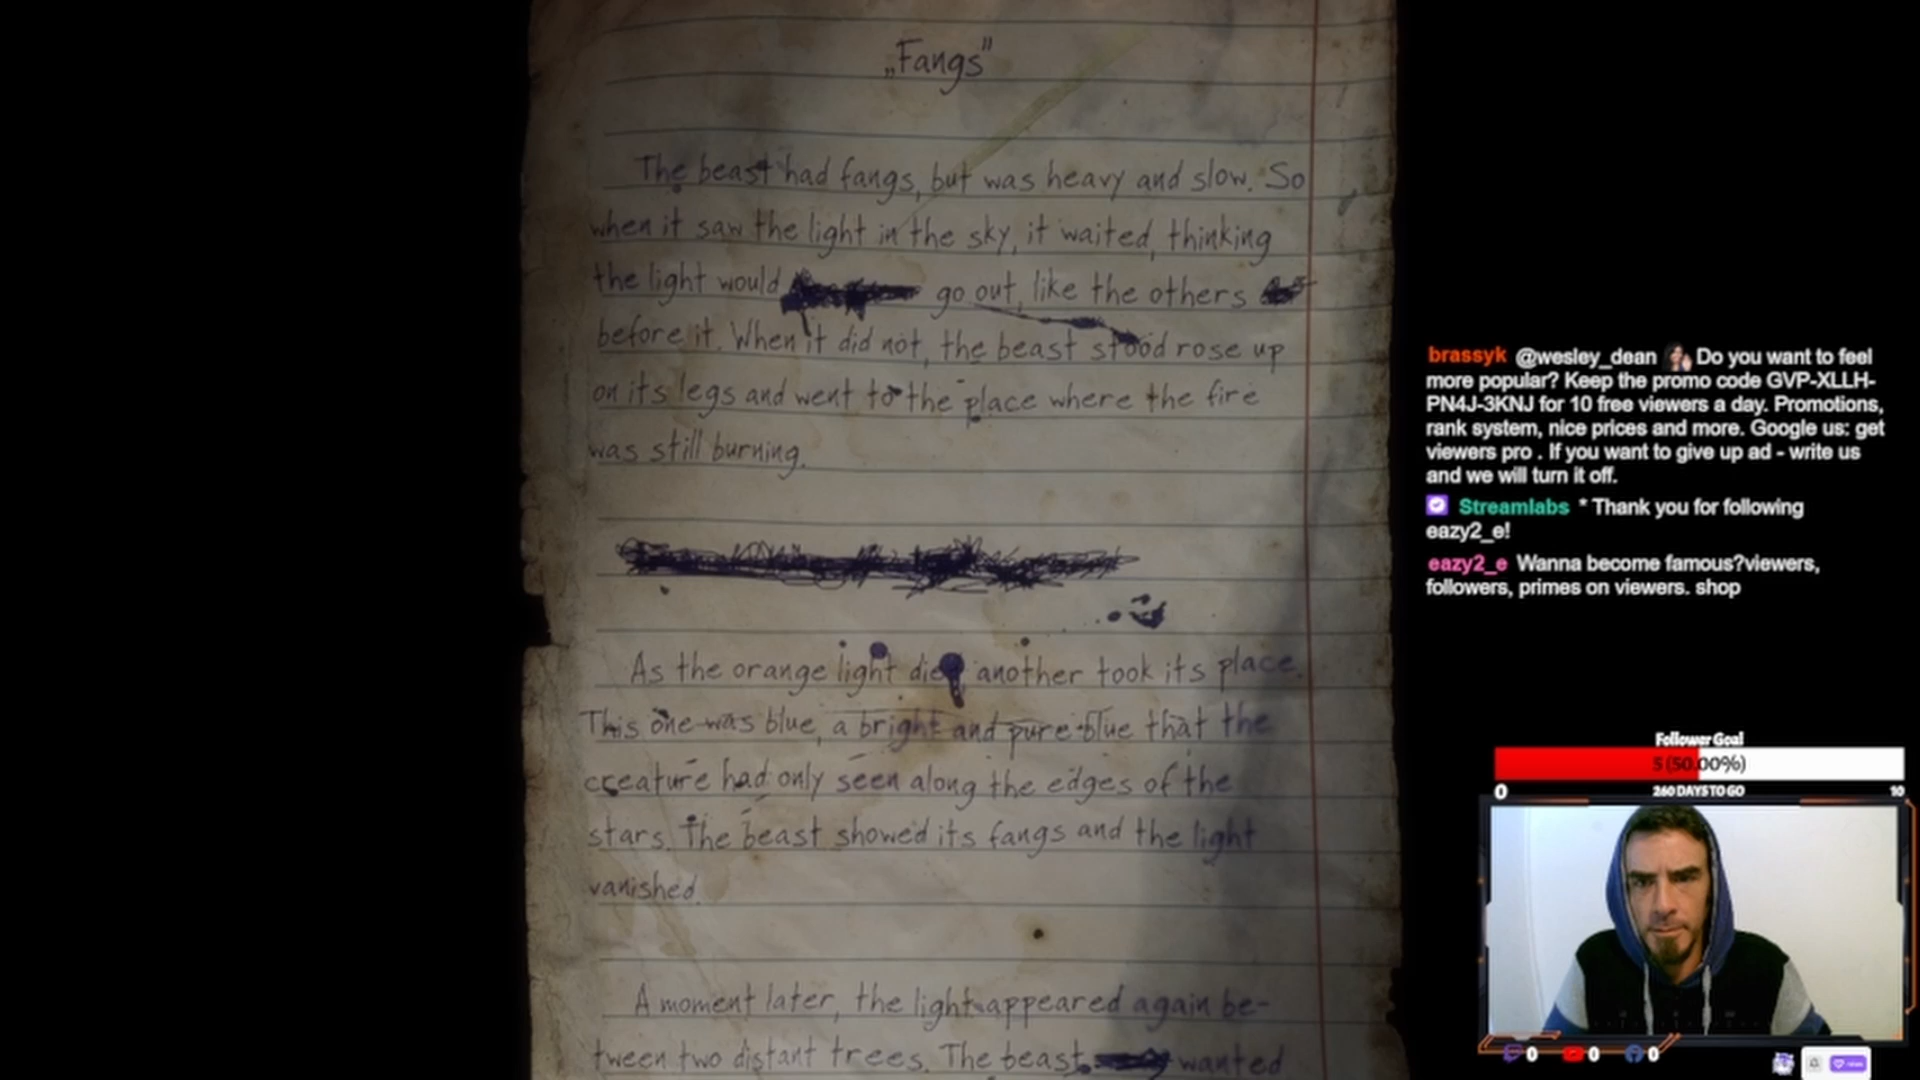 „Fangs"
The beast had fangs, but was heavy and slow. So
when it saw the light in the sky, it waited, thinking
the light would go out, like the others
before it. When it did not, the beast stood rose up
on its legs and went to the place where the fire
was still burning.
As the orange light died another took its place.
This one was blue, a bright and pure blue that the
creature had only seen along the edges of the
stars. The beast showed its fangs and the light
vanished.
A moment later, the light appeared again be-
tween two distant trees. The beast wanted
brassyk @wesley_dean Do you want to feel
more popular? Keep the promo code GVP-XLLH-
PN4J-3KNJ for 10 free viewers a day. Promotions,
rank system, nice prices and more. Google us: get
viewers pro . If you want to give up ad - write us
and we will turn it off.
Streamlabs * Thank you for following
eazy2_e!
eazy2_e Wanna become famous?viewers,
followers, primes on viewers. shop
Follower Goal
5 (50.00%)
0 260 DAYS TO GO 10
0 0 0